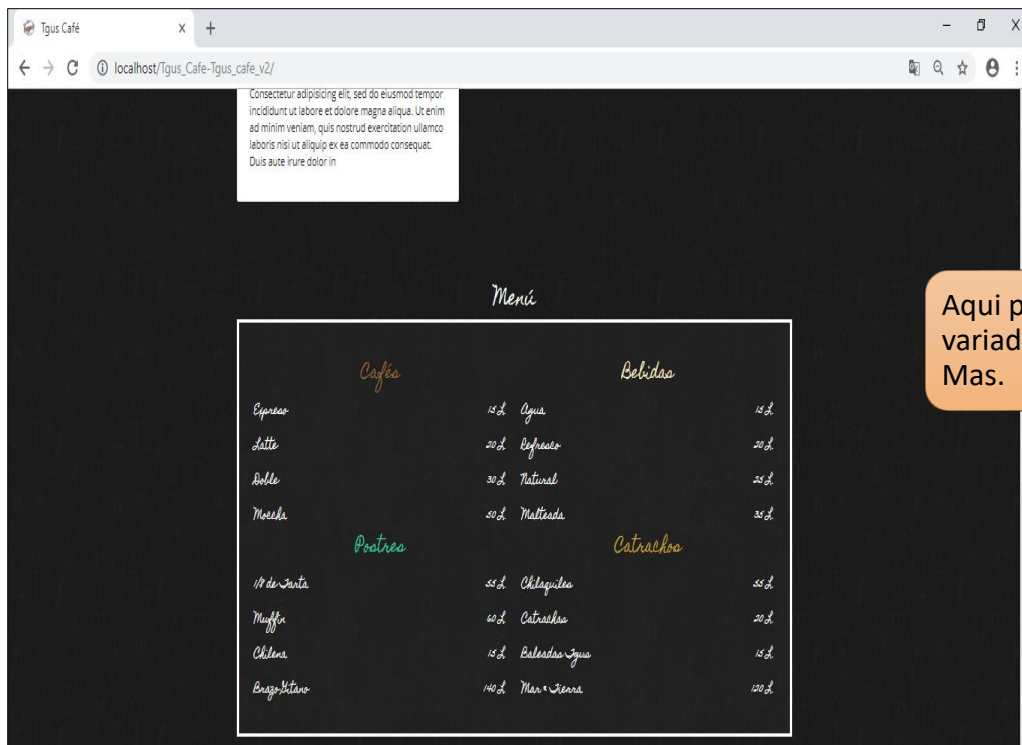 Tgus Café
localhost/Tgus_Cafe-Tgus_cafe_v2/
Consectetur adipisicing elit, sed do eiusmod tempor
incididunt ut labore et dolore magna aliqua. Ut enim
ad minim veniam, quis nostrud exercitation ullamco
laboris nisi ut aliquip ex ea commodo consequat.
Duis aute irure dolor in
Menú
Aqui p
variad
Mas.
Cafés
Espreso 15 L
Latte 20 L
Doble 30 L
Moccha 50 L
Bebidas
Agua 15 L
Refresco 20 L
Natural 25 L
Malteada 35 L
Postres
1/8 de Tarta 55 L
Muffin 60 L
Chilena 15 L
Brazo Gitano 140 L
Catrachos
Chilaquiles 55 L
Catrachas 20 L
Baleadas Tgus 15 L
Mar e Tierra 120 L